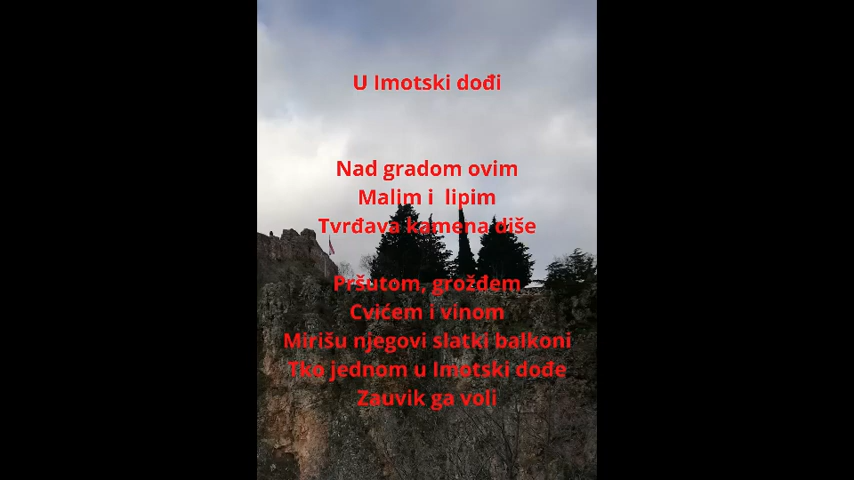 U Imotski dođi
Nad gradom ovim
Malim i lipim
Tvrđava kamena diše
Pršutom, grožđem
Cvićem i vinom
Mirišu njegovi slatki balkoni
Tko jednom u Imotski dođe
Zauvik ga voli